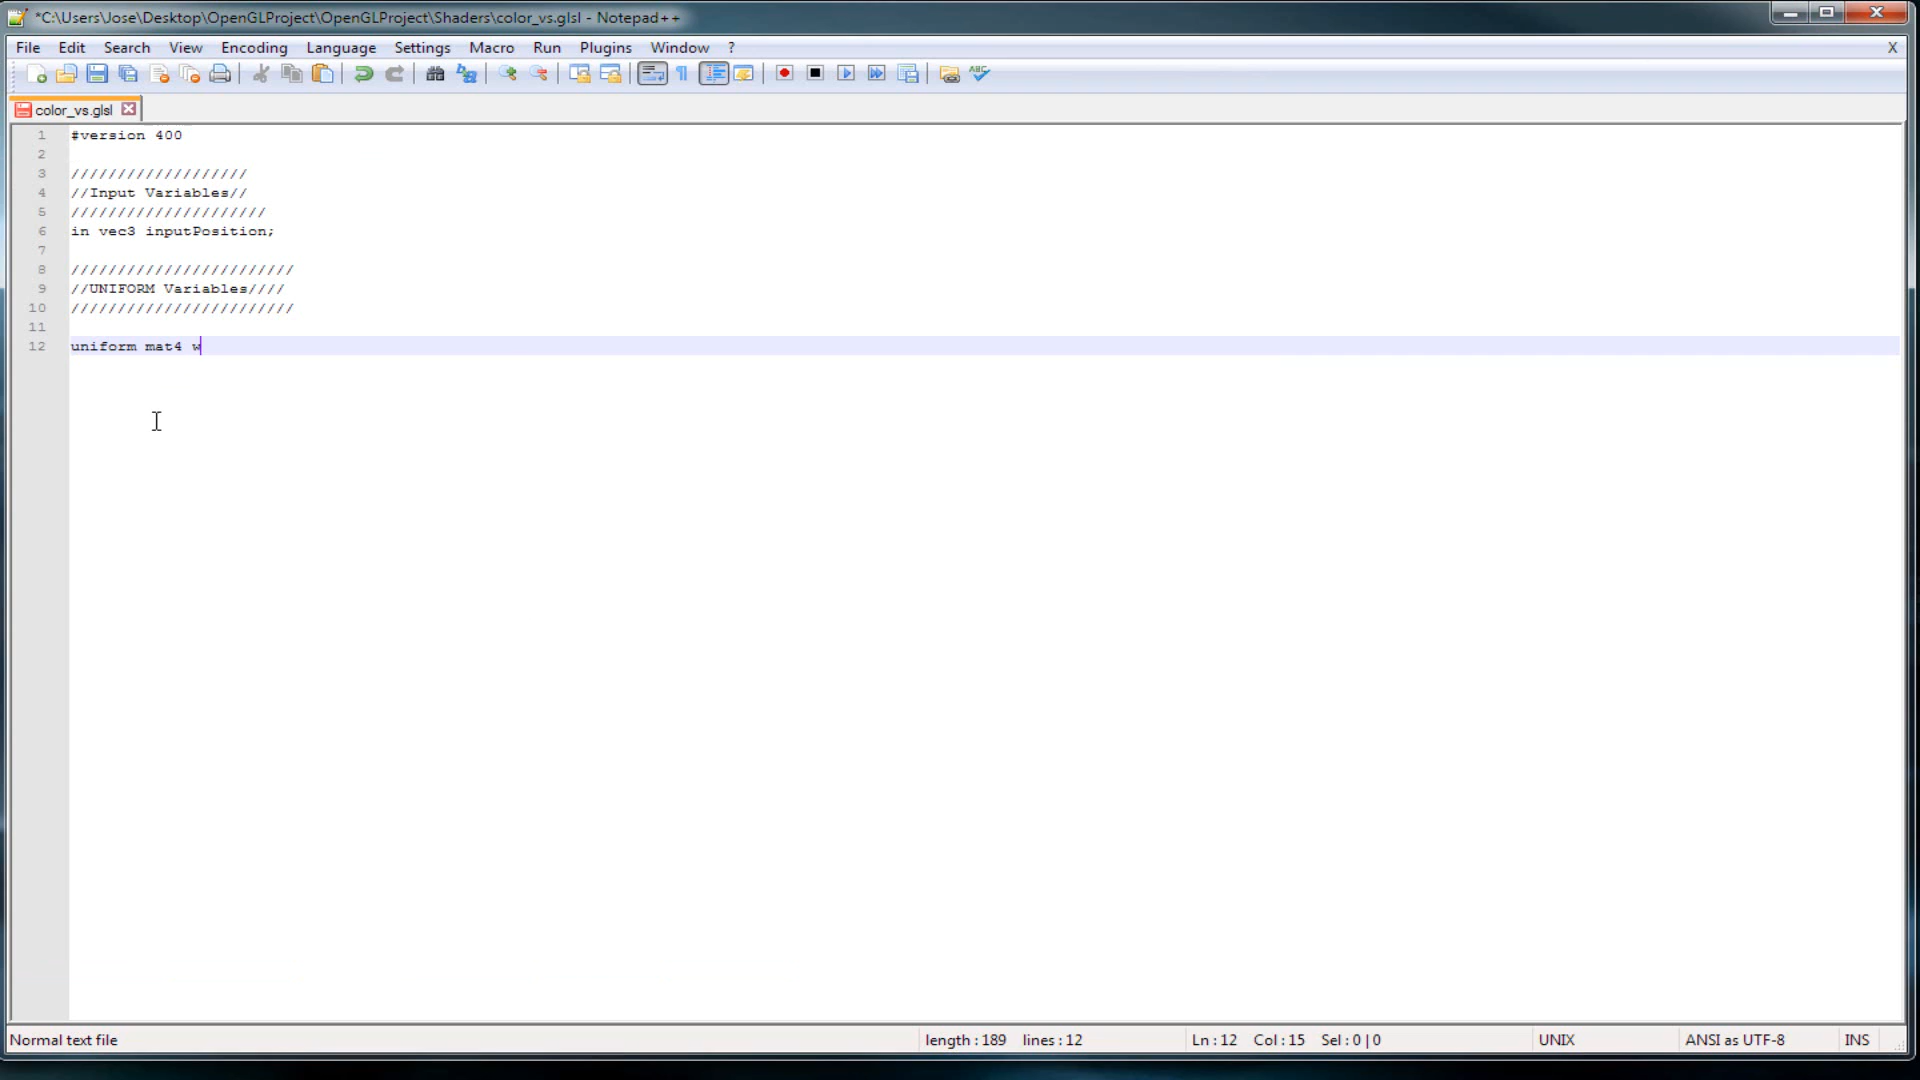 *C:\Users\Jose\Desktop\OpenGLProject\OpenGLProject\Shaders\color_vs.glsl - Notepad++
File Edit Search View Encoding Language Settings Macro Run Plugins Window ? X
color_vs.glsl
1 #version 400
2
3 ///////////////////
4 //Input Variables//
5 /////////////////////
6 in vec3 inputPosition;
7
8 ////////////////////////
9 //UNIFORM Variables////
10 ////////////////////////
11
12 uniform mat4 w
Normal text file length : 189 lines : 12 Ln : 12 Col : 15 Sel : 0 | 0 UNIX ANSI as UTF-8 INS